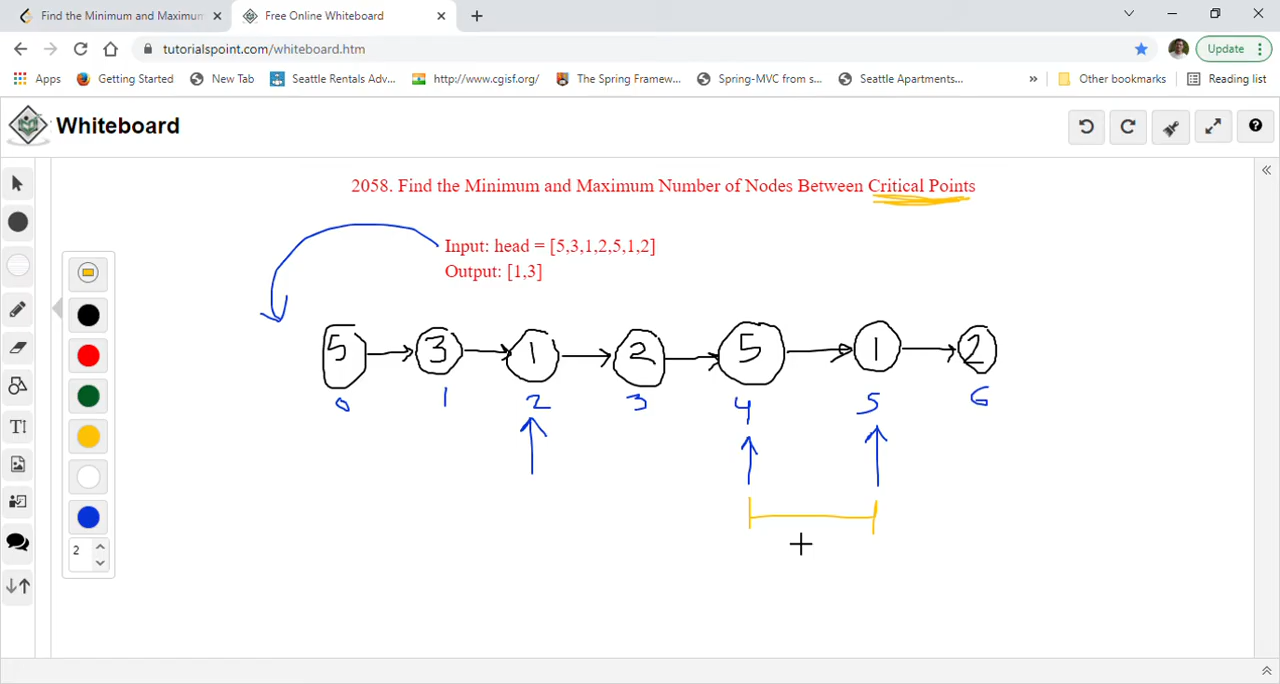 Find the Minimum and Maximum
Free Online Whiteboard
tutorialspoint.com/whiteboard.htm
Update
Apps
Getting Started
New Tab
Seattle Rentals Adv...
http://www.cgisf.org/
The Spring Framew...
Spring-MVC from s...
Seattle Apartments...
»
Other bookmarks
Reading list
Whiteboard
2058. Find the Minimum and Maximum Number of Nodes Between Critical Points
Input: head = [5,3,1,2,5,1,2]
Output: [1,3]
5 3 1 2 5 1 2
0 1 2 3 4 5 6
T
2